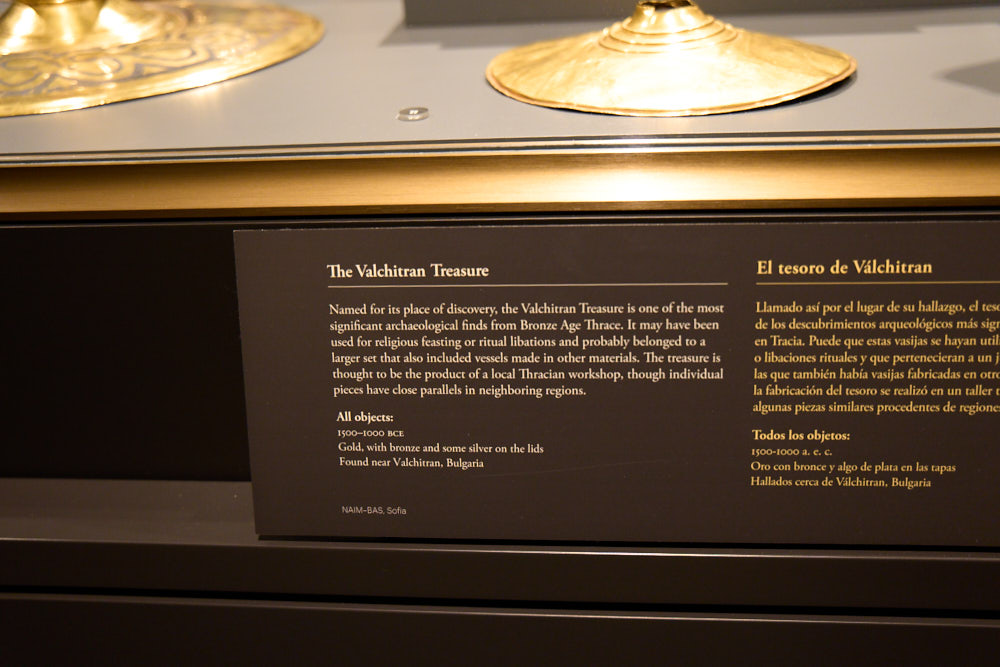 The Valchitran Treasure
Named for its place of discovery, the Valchitran Treasure is one of the most
significant archaeological finds from Bronze Age Thrace. It may have been
used for religious feasting or ritual libations and probably belonged to a
larger set that also included vessels made in other materials. The treasure is
thought to be the product of a local Thracian workshop, though individual
pieces have close parallels in neighboring regions.
All objects:
1500–1000 BCE
Gold, with bronze and some silver on the lids
Found near Valchitran, Bulgaria
NAIM–BAS, Sofia
El tesoro de Válchitran
Llamado así por el lugar de su hallazgo, el
de los descubrimientos arqueológicos más
en Tracia. Puede que estas vasijas se hayan
o libaciones rituales y que pertenecieran a un
las que también había vasijas fabricadas en
la fabricación del tesoro se realizó en un taller
algunas piezas similares procedentes de
Todos los objetos:
1500-1000 a. e. c.
Oro con bronce y algo de plata en las tapas
Hallados cerca de Válchitran, Bulgaria